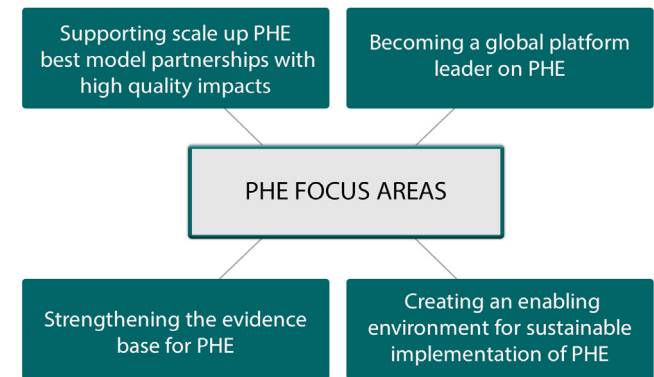 Supporting scale up PHE
best model partnerships with
high quality impacts
Becoming a global platform
leader on PHE
PHE FOCUS AREAS
Strengthening the evidence
base for PHE
Creating an enabling
environment for sustainable
implementation of PHE